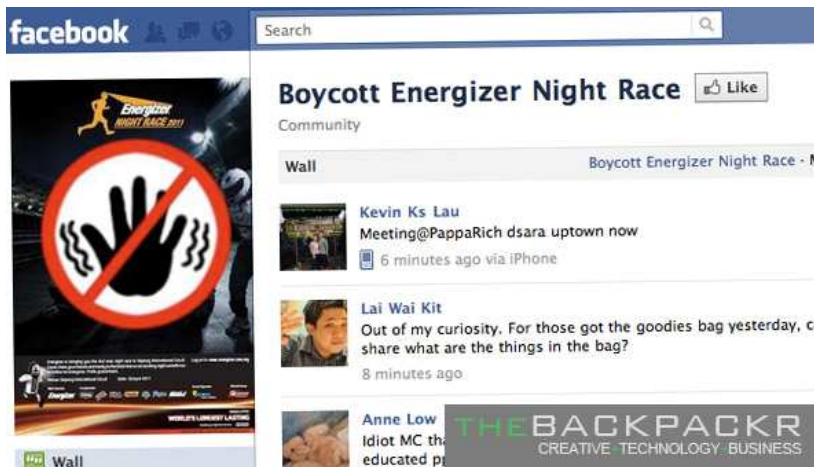 facebook
Search
Energizer
NIGHT RACE 2011
Boycott Energizer Night Race
Like
Community
Wall
Boycott Energizer Night Race ·
Kevin Ks Lau
Meeting@PappaRich dsara uptown now
6 minutes ago via iPhone
Lai Wai Kit
Out of my curiosity. For those got the goodies bag yesterday,
share what are the things in the bag?
8 minutes ago
Anne Low
Idiot MC
educated
Energizer
WORLD'S LONGEST LASTING
Wall
THEBACKPACKR
CREATIVE+TECHNOLOGY+BUSINESS